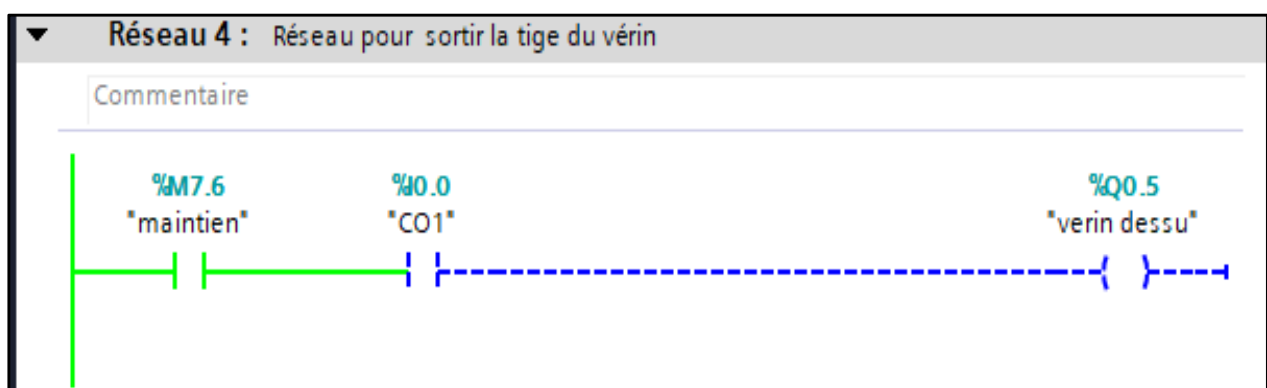 Réseau 4 : Réseau pour sortir la tige du vérin
Commentaire
%M7.6 %I0.0 %Q0.5
"maintien" "CO1" "verin dessu"